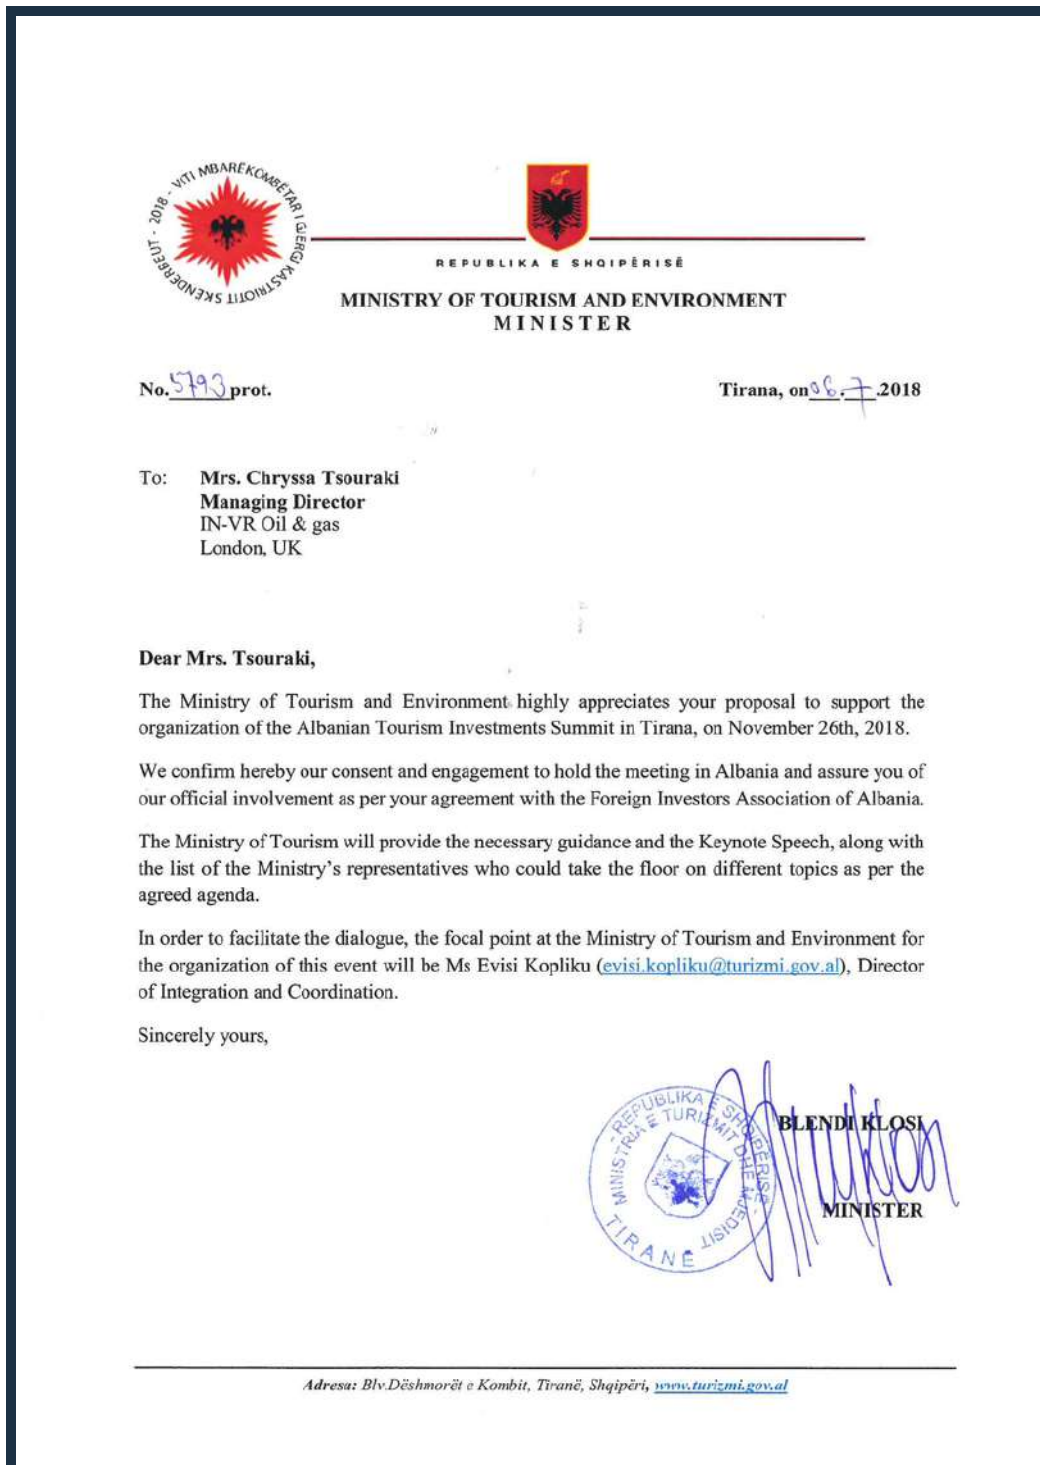 2018 - VITI MBARËKOMBËTAR I GJERGJ KASTRIOTIT SKËNDERBEUT -
REPUBLIKA E SHQIPËRISË
MINISTRY OF TOURISM AND ENVIRONMENT
MINISTER
No. 5793 prot.
Tirana, on 06.7.2018
To: Mrs. Chryssa Tsouraki
Managing Director
IN-VR Oil & gas
London, UK
Dear Mrs. Tsouraki,
The Ministry of Tourism and Environment highly appreciates your proposal to support the
organization of the Albanian Tourism Investments Summit in Tirana, on November 26th, 2018.
We confirm hereby our consent and engagement to hold the meeting in Albania and assure you of
our official involvement as per your agreement with the Foreign Investors Association of Albania.
The Ministry of Tourism will provide the necessary guidance and the Keynote Speech, along with
the list of the Ministry's representatives who could take the floor on different topics as per the
agreed agenda.
In order to facilitate the dialogue, the focal point at the Ministry of Tourism and Environment for
the organization of this event will be Ms Evisi Kopliku (evisi.kopliku@turizmi.gov.al), Director
of Integration and Coordination.
Sincerely yours,
- REPUBLIKA E SHQIPËRISË -
MINISTRIA E TURIZMIT DHE MJEDISIT
TIRANË
BLENDI KLOSI
MINISTER
Adresa: Blv.Dëshmorët e Kombit, Tiranë, Shqipëri, www.turizmi.gov.al